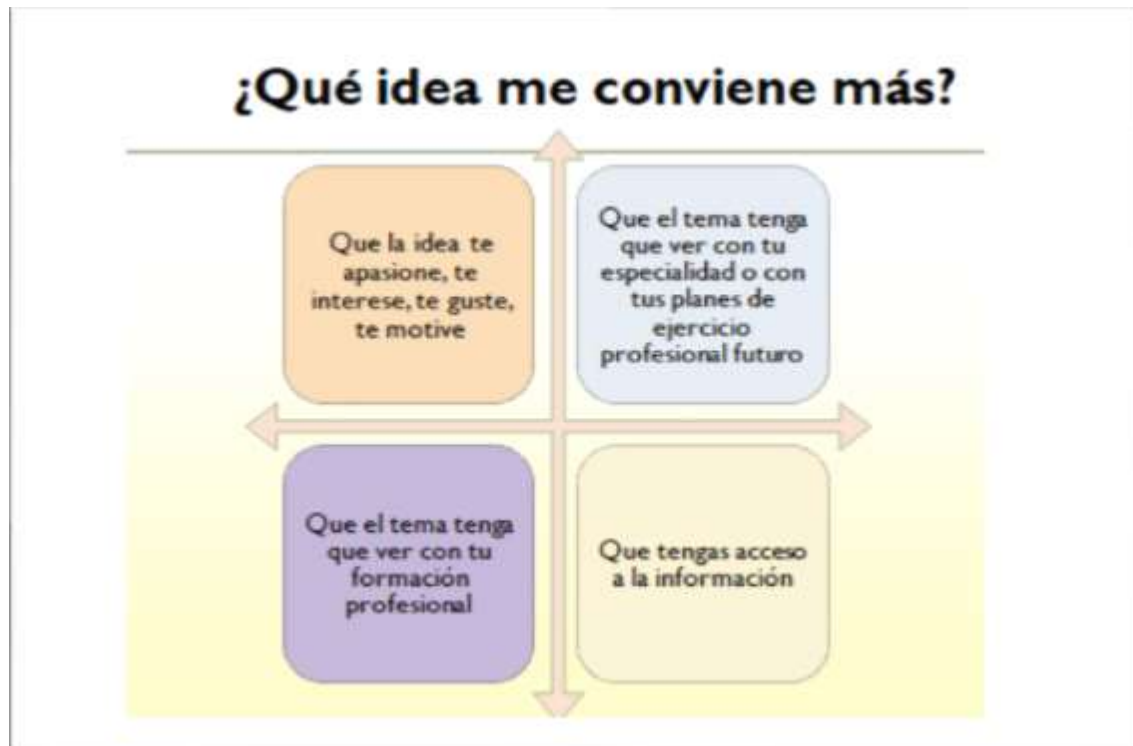 ¿Qué idea me conviene más?
Que la idea te
apasione, te
interese, te guste,
te motive
Que el tema tenga
que ver con tu
especialidad o con
tus planes de
ejercicio
profesional futuro
Que el tema tenga
que ver con tu
formación
profesional
Que tengas acceso
a la información